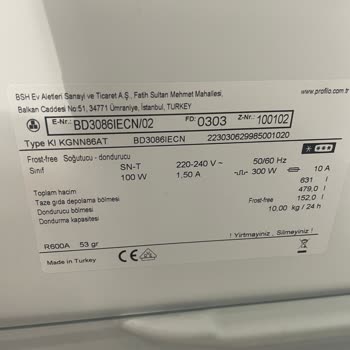 BSH Ev Aletleri Sanayi ve Ticaret A.Ş., Fatih Sultan Mehmet Mahallesi,
Balkan Caddesi No:51, 34771 Ümraniye, İstanbul, TURKEY
www.profilo.com.tr
E-Nr.: BD3086IECN/02 FD: 0303 Z-Nr.: 100102
Type KI KGNN86AT BD3086IECN 223030629985001020
Frost-free Soğutucu - dondurucu
Sınıf SN-T 220-240 V~ 50/60 Hz
100 W 1,50 A 300 W 10 A
Toplam hacim 631 l
Taze gıda depolama bölmesi 479,0 l
Dondurucu bölmesi Frost-free 152,0 l
Dondurma kapasitesi 10,00 kg / 24 h
! Yırtmayiniz , Silmeyiniz !
R600A 53 gr
Made in Turkey CE